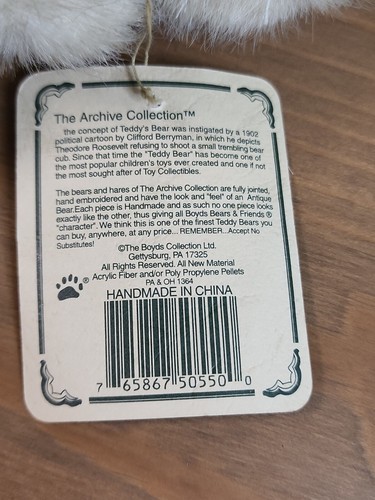 The Archive Collection™
the concept of Teddy's Bear was instigated by a 1902
political cartoon by Clifford Berryman, in which he depicts
Theodore Roosevelt refusing to shoot a small trembling bear
cub. Since that time the "Teddy Bear" has become one of
the most popular children's toys ever created and one if not
the most sought after of Toy Collectibles.
The bears and hares of The Archive Collection are fully jointed,
hand embroidered and have the look and "feel" of an Antique
Bear.Each piece is Handmade and as such no one piece looks
exactly like the other, thus giving all Boyds Bears & Friends ®
"character". We think this is one of the finest Teddy Bears you
can buy, anywhere, at any price... REMEMBER...Accept No
Substitutes!
©The Boyds Collection Ltd.
Gettysburg, PA 17325
All Rights Reserved. All New Material
® Acrylic Fiber and/or Poly Propylene Pellets
PA & OH 1364
HANDMADE IN CHINA
7 65867 50550 0